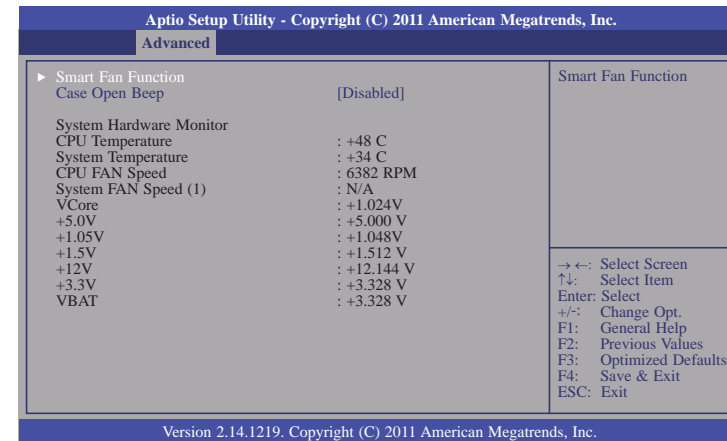 Aptio Setup Utility - Copyright (C) 2011 American Megatrends, Inc.
Advanced
► Smart Fan Function
Case Open Beep [Disabled]
System Hardware Monitor
CPU Temperature : +48 C
System Temperature : +34 C
CPU FAN Speed : 6382 RPM
System FAN Speed (1) : N/A
VCore : +1.024V
+5.0V : +5.000 V
+1.05V : +1.048V
+1.5V : +1.512 V
+12V : +12.144 V
+3.3V : +3.328 V
VBAT : +3.328 V
Smart Fan Function
→←: Select Screen
↑↓: Select Item
Enter: Select
+/-: Change Opt.
F1: General Help
F2: Previous Values
F3: Optimized Defaults
F4: Save & Exit
ESC: Exit
Version 2.14.1219. Copyright (C) 2011 American Megatrends, Inc.